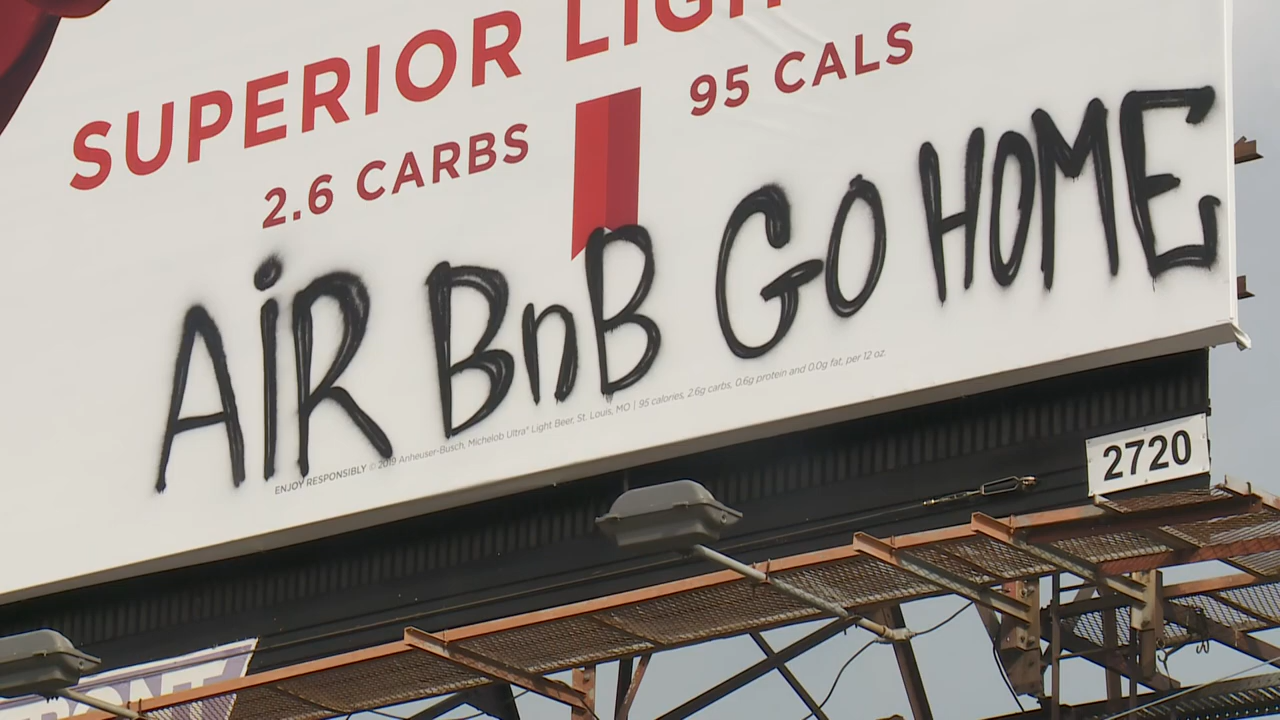 SUPERIOR LIGH
2.6 CARBS
95 CALS
AiR BnB GO HOME
ENJOY RESPONSIBLY © 2019 Anheuser-Busch, Michelob Ultra® Light Beer, St. Louis, MO | 95 calories, 2.6g carbs, 0.6g protein and 0.0g fat, per 12 oz.
2720
RONT